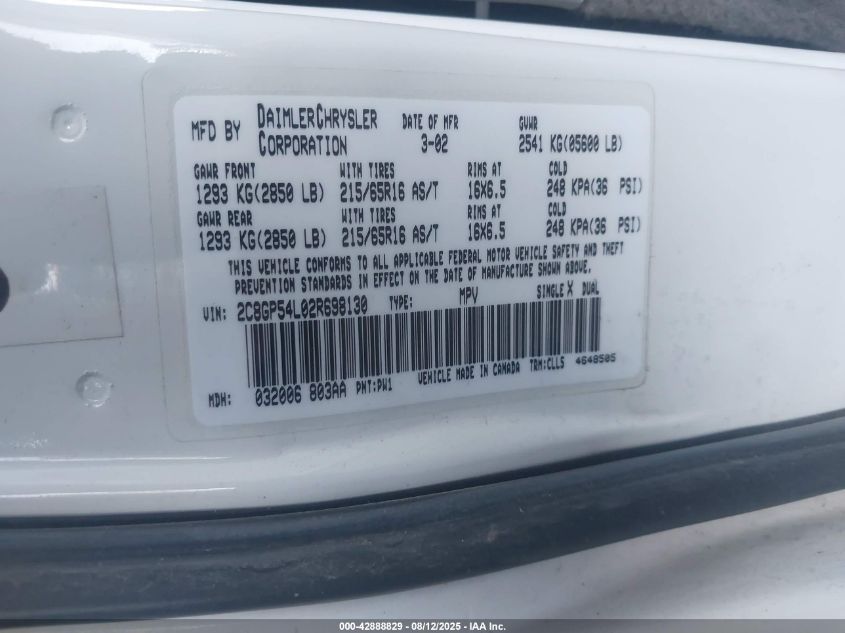 MFD BY DAIMLERCHRYSLER CORPORATION DATE OF MFR 3-02 GVWR 2541 KG(05600 LB)
GAWR FRONT WITH TIRES RIMS AT COLD
1293 KG(2850 LB) 215/65R16 AS/T 16X6.5 248 KPA(36 PSI)
GAWR REAR WITH TIRES RIMS AT COLD
1293 KG(2850 LB) 215/65R16 AS/T 16X6.5 248 KPA(36 PSI)
THIS VEHICLE CONFORMS TO ALL APPLICABLE FEDERAL MOTOR VEHICLE SAFETY AND THEFT
PREVENTION STANDARDS IN EFFECT ON THE DATE OF MANUFACTURE SHOWN ABOVE.
VIN: 2C8GP54L02R698130 TYPE: MPV SINGLE X DUAL
MDH: 032006 803AA PNT:PW1 VEHICLE MADE IN CANADA TRM:CLLS 4648505
000-42888829 - 08/12/2025 - IAA Inc.